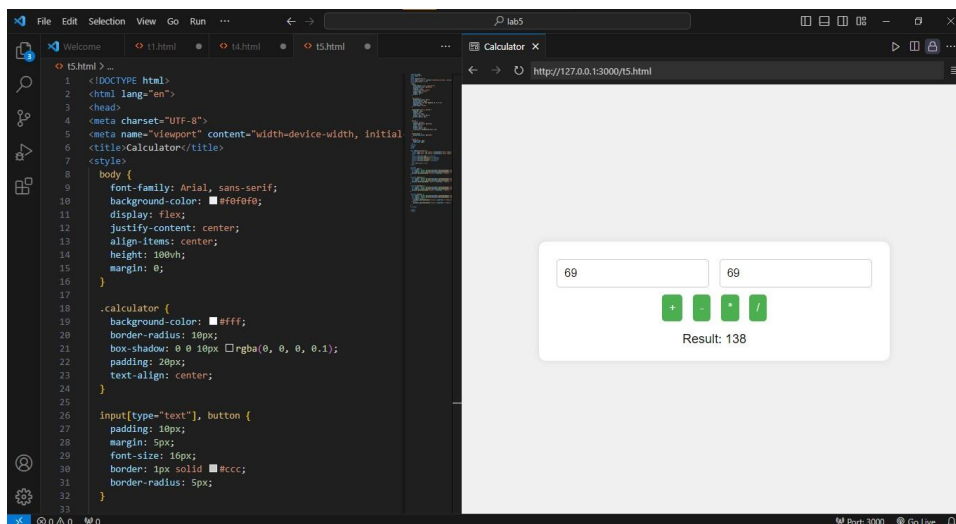 File Edit Selection View Go Run ... lab5
Welcome t1.html t4.html t5.html ...
t5.html > ...
1 <!DOCTYPE html>
2 <html lang="en">
3 <head>
4 <meta charset="UTF-8">
5 <meta name="viewport" content="width=device-width, initial
6 <title>Calculator</title>
7 <style>
8 body {
9 font-family: Arial, sans-serif;
10 background-color: #f0f0f0;
11 display: flex;
12 justify-content: center;
13 align-items: center;
14 height: 100vh;
15 margin: 0;
16 }
17
18 .calculator {
19 background-color: #fff;
20 border-radius: 10px;
21 box-shadow: 0 0 10px rgba(0, 0, 0, 0.1);
22 padding: 20px;
23 text-align: center;
24 }
25
26 input[type="text"], button {
27 padding: 10px;
28 margin: 5px;
29 font-size: 16px;
30 border: 1px solid #ccc;
31 border-radius: 5px;
32 }
33
Calculator
http://127.0.0.1:3000/t5.html
69 69
+ - * /
Result: 138
0 0 0 Port: 3000 Go Live